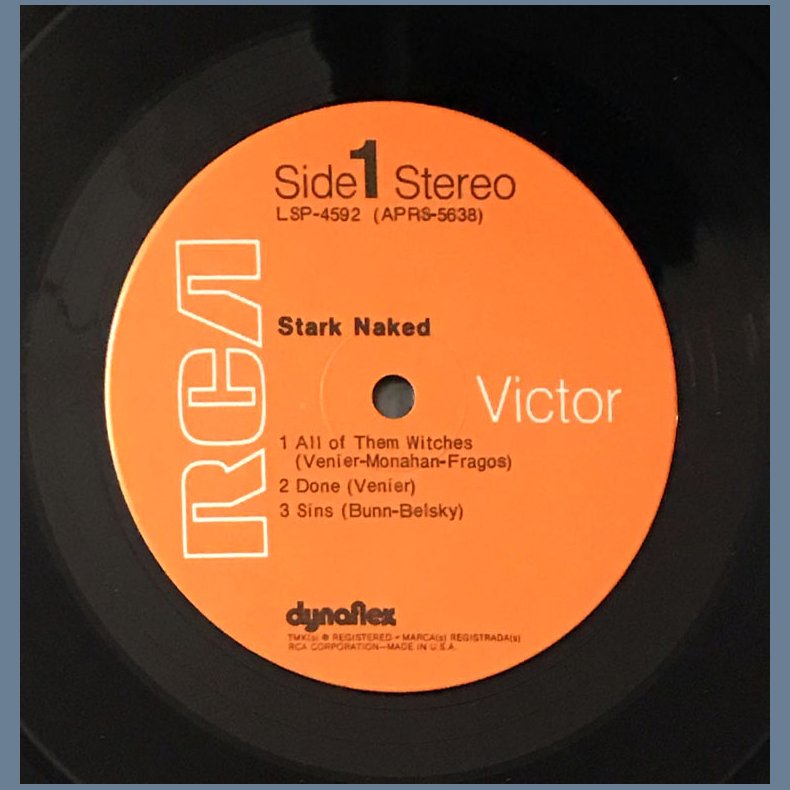 Side 1 Stereo
LSP-4592 (APRS-5638)
RCA
Stark Naked
Victor
1 All of Them Witches
(Venier-Monahan-Fragos)
2 Done (Venier)
3 Sins (Bunn-Belsky)
dynaflex
TMK(s) ® REGISTERED • MARCA(s) REGISTRADA(s)
RCA CORPORATION—MADE IN U.S.A.